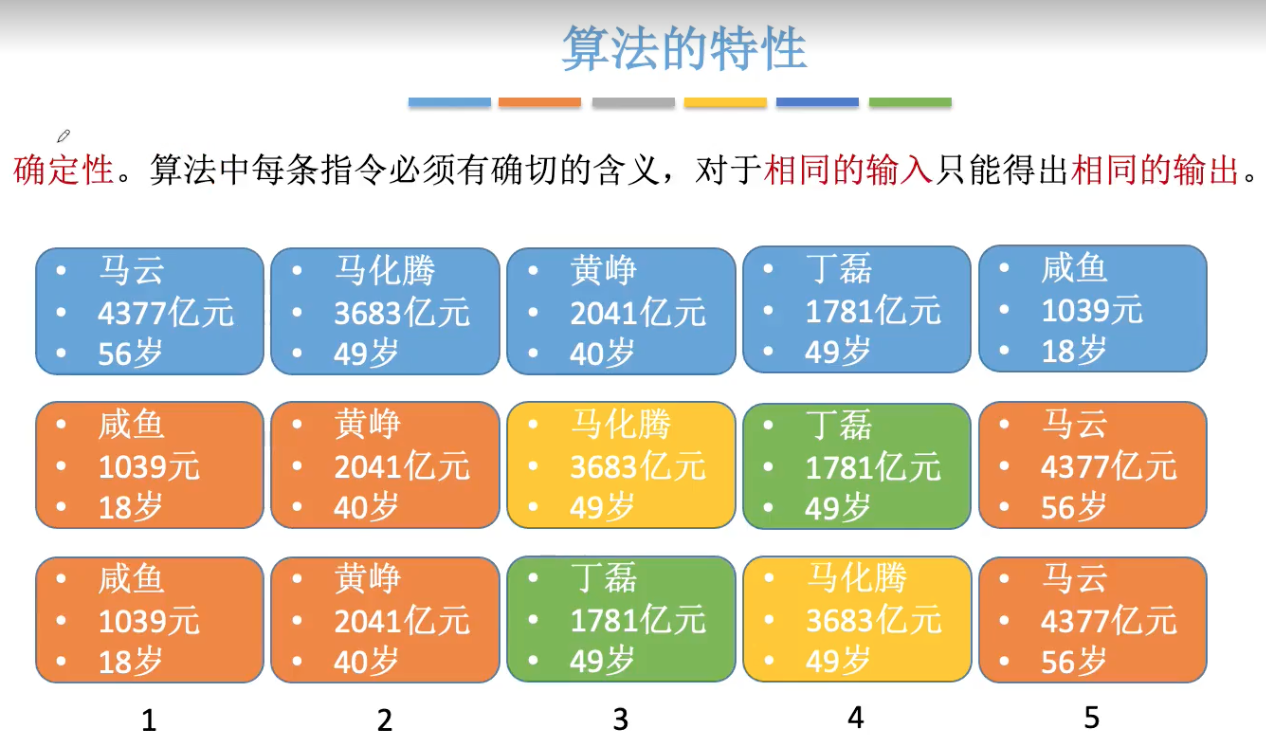 算法的特性
确定性。算法中每条指令必须有确切的含义，对于相同的输入只能得出相同的输出。
• 马云
• 4377亿元
• 56岁
• 马化腾
• 3683亿元
• 49岁
• 黄峥
• 2041亿元
• 40岁
• 丁磊
• 1781亿元
• 49岁
• 咸鱼
• 1039元
• 18岁
• 咸鱼
• 1039元
• 18岁
• 黄峥
• 2041亿元
• 40岁
• 马化腾
• 3683亿元
• 49岁
• 丁磊
• 1781亿元
• 49岁
• 马云
• 4377亿元
• 56岁
• 咸鱼
• 1039元
• 18岁
• 黄峥
• 2041亿元
• 40岁
• 丁磊
• 1781亿元
• 49岁
• 马化腾
• 3683亿元
• 49岁
• 马云
• 4377亿元
• 56岁
1 2 3 4 5